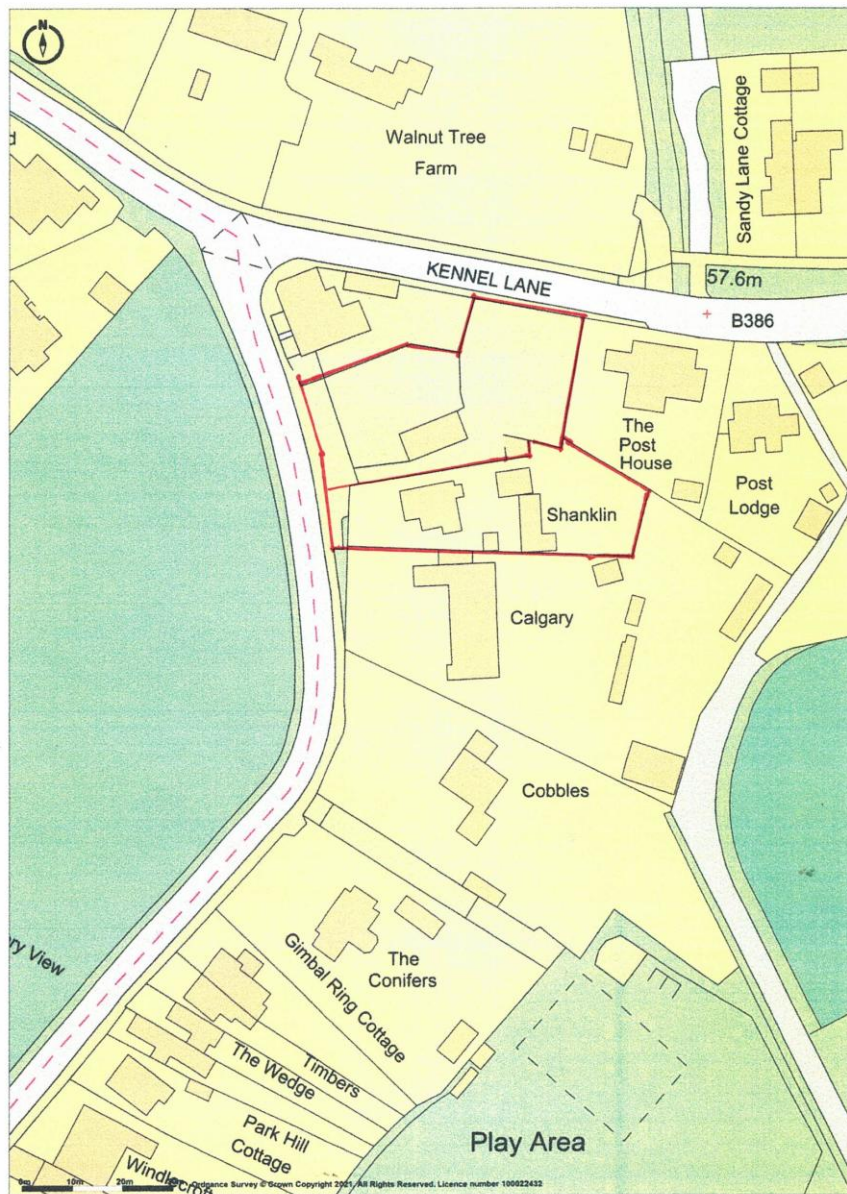 N
Walnut Tree
Farm
Sandy Lane Cottage
KENNEL LANE
57.6m
B386
The
Post
House
Post
Lodge
Shanklin
Calgary
Cobbles
The
Conifers
Gimbal Ring Cottage
Timbers
The Wedge
Park Hill
Cottage
Play Area
0m 10m 20m
Ordnance Survey © Crown Copyright 2021. All Rights Reserved. Licence number 100022432